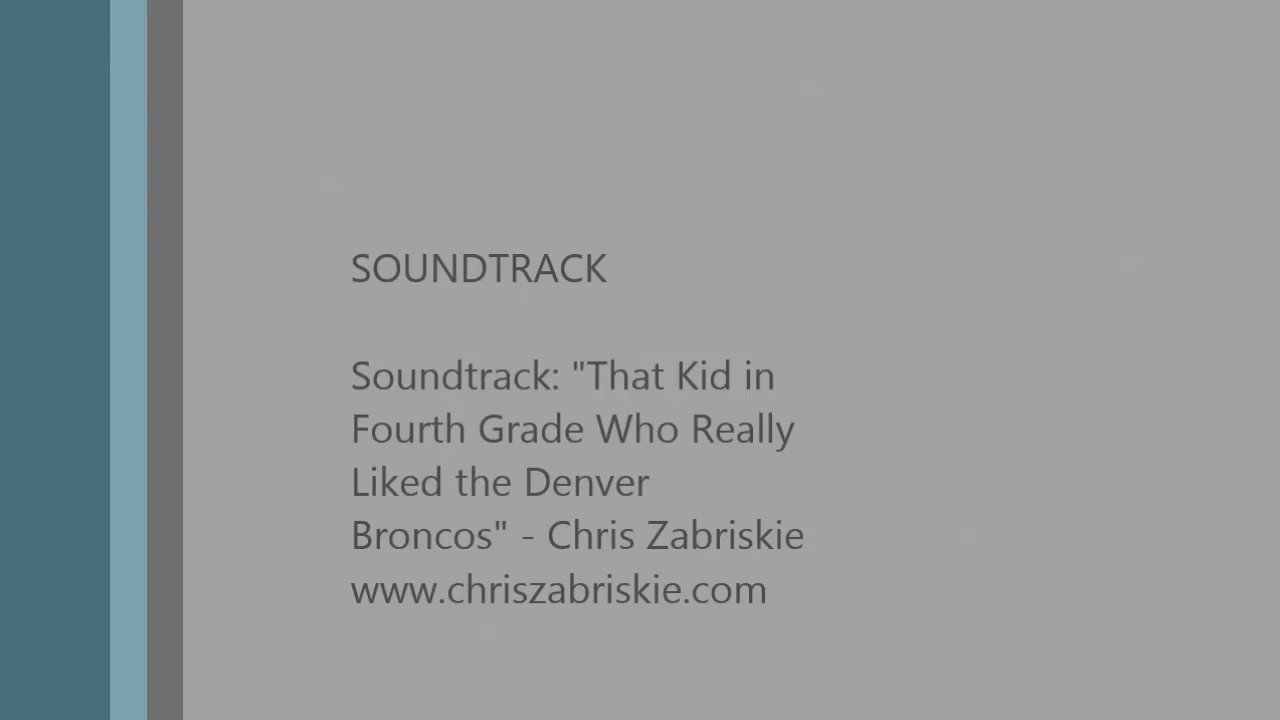 SOUNDTRACK
Soundtrack: "That Kid in
Fourth Grade Who Really
Liked the Denver
Broncos" - Chris Zabriskie
www.chriszabriskie.com